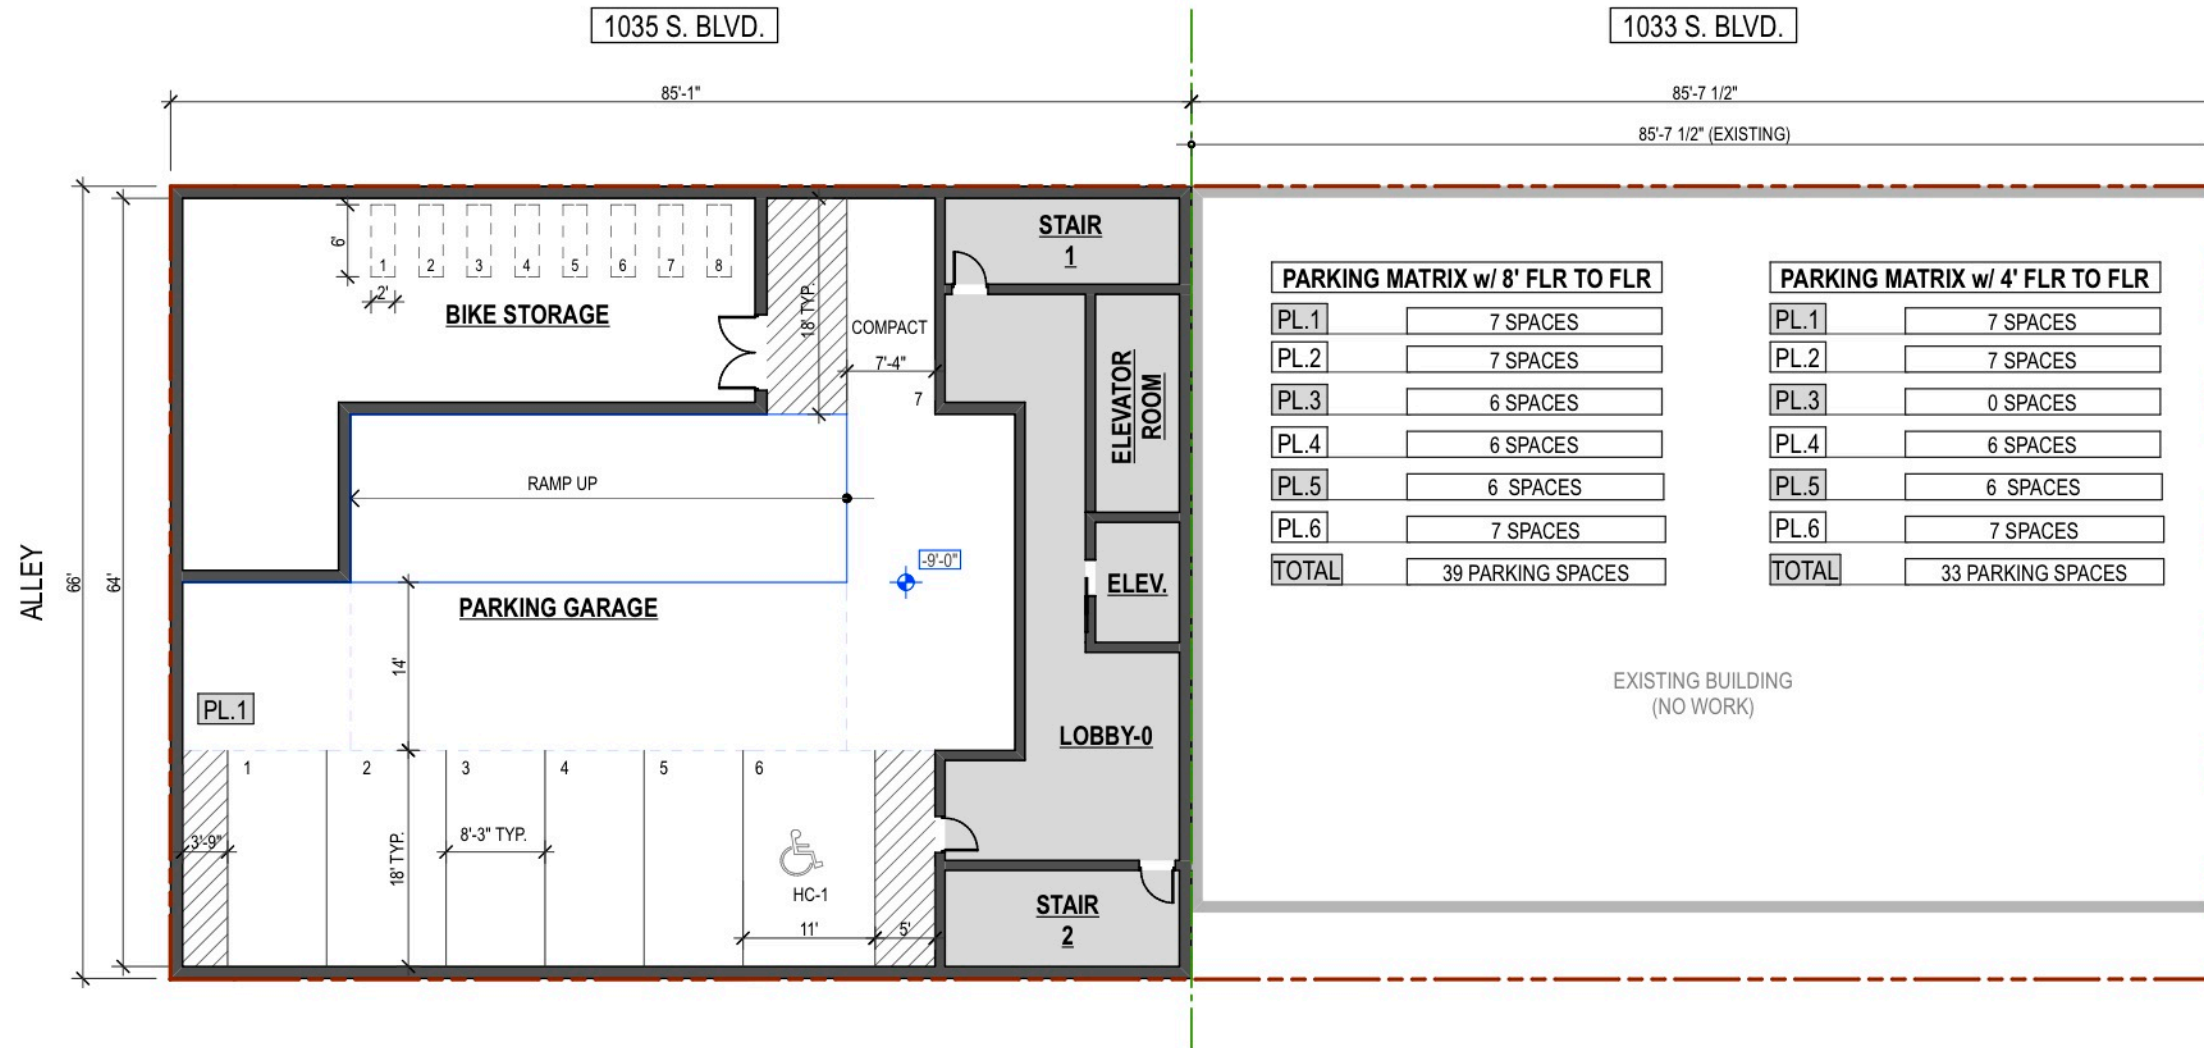 1035 S. BLVD.
1033 S. BLVD.
85'-1"
85'-7 1/2"
85'-7 1/2" (EXISTING)
ALLEY
66'
64'
6'
1 2 3 4 5 6 7 8
2'
BIKE STORAGE
18' TYP.
COMPACT
7'-4"
7
STAIR
1
ELEVATOR
ROOM
RAMP UP
-9'-0"
ELEV.
PARKING GARAGE
14'
PL.1
LOBBY-0
1 2 3 4 5 6
3'-9"
18' TYP.
8'-3" TYP.
HC-1
11'
5'
STAIR
2
PARKING MATRIX w/ 8' FLR TO FLR
PL.1 7 SPACES
PL.2 7 SPACES
PL.3 6 SPACES
PL.4 6 SPACES
PL.5 6 SPACES
PL.6 7 SPACES
TOTAL 39 PARKING SPACES
PARKING MATRIX w/ 4' FLR TO FLR
PL.1 7 SPACES
PL.2 7 SPACES
PL.3 0 SPACES
PL.4 6 SPACES
PL.5 6 SPACES
PL.6 7 SPACES
TOTAL 33 PARKING SPACES
EXISTING BUILDING
(NO WORK)